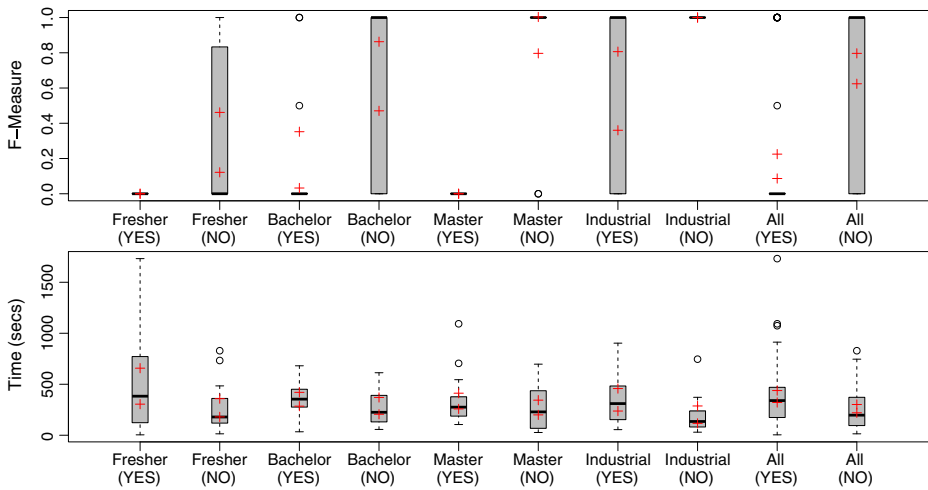 F−Measure
1.0
0.8
0.6
0.4
0.2
0.0
Fresher Fresher Bachelor Bachelor Master Master Industrial Industrial All All
(YES) (NO) (YES) (NO) (YES) (NO) (YES) (NO) (YES) (NO)
Time (secs)
1500
1000
500
0
Fresher Fresher Bachelor Bachelor Master Master Industrial Industrial All All
(YES) (NO) (YES) (NO) (YES) (NO) (YES) (NO) (YES) (NO)